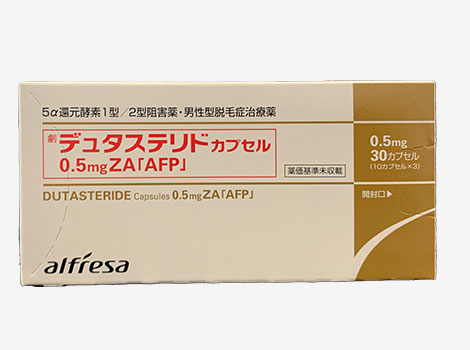 5α還元酵素1型／2型阻害薬・男性型脱毛症治療薬
劇 デュタステリドカプセル
0.5mgZA「AFP」
薬価基準未収載
DUTASTERIDE Capsules 0.5mgZA「AFP」
alfresa
0.5mg
30カプセル
(10カプセル×3)
開封口▶